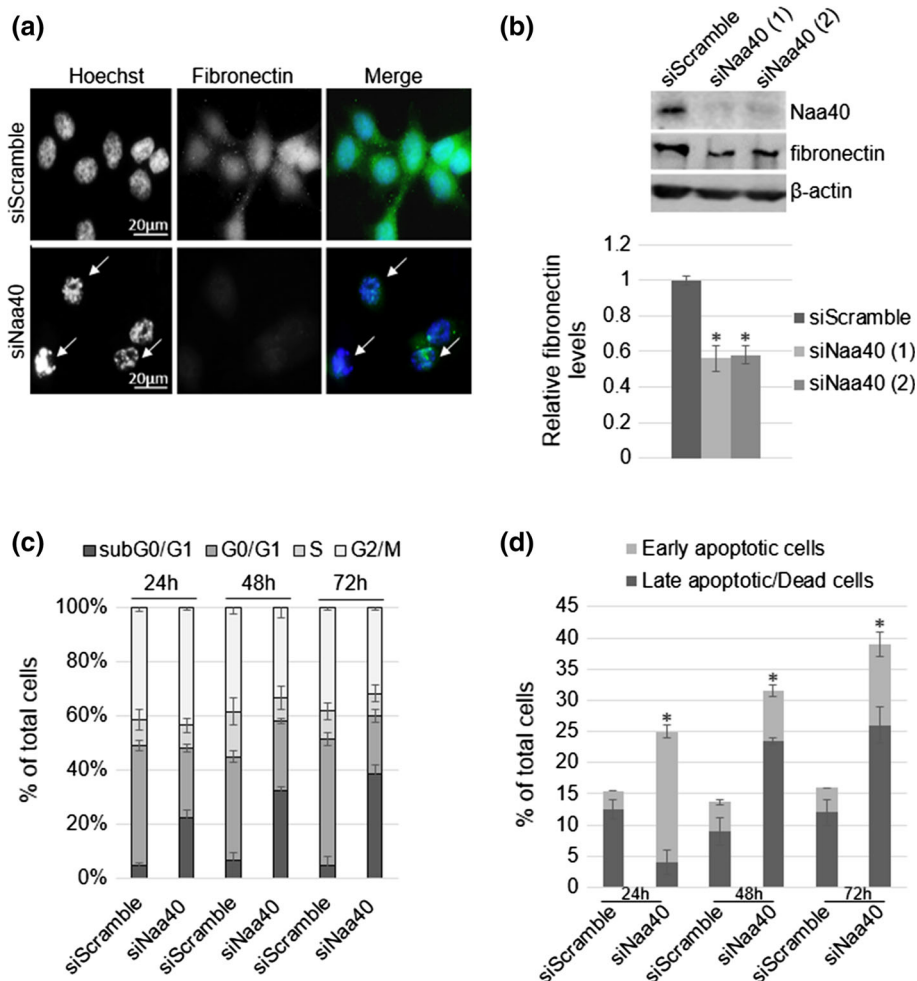 (a)
Hoechst Fibronectin Merge
siScramble
20µm
siNaa40
20µm
(b)
siScramble
siNaa40 (1)
siNaa40 (2)
Naa40
fibronectin
β-actin
Relative fibronectin
levels
1.2
1
0.8
0.6
0.4
0.2
0
* *
siScramble
siNaa40 (1)
siNaa40 (2)
(c)
subG0/G1 G0/G1 S G2/M
24h 48h 72h
% of total cells
100%
80%
60%
40%
20%
0%
siScramble
siNaa40
siScramble
siNaa40
siScramble
siNaa40
(d)
Early apoptotic cells
Late apoptotic/Dead cells
% of total cells
45
40
35
30
25
20
15
10
5
0
* * *
24h 48h 72h
siScramble
siNaa40
siScramble
siNaa40
siScramble
siNaa40